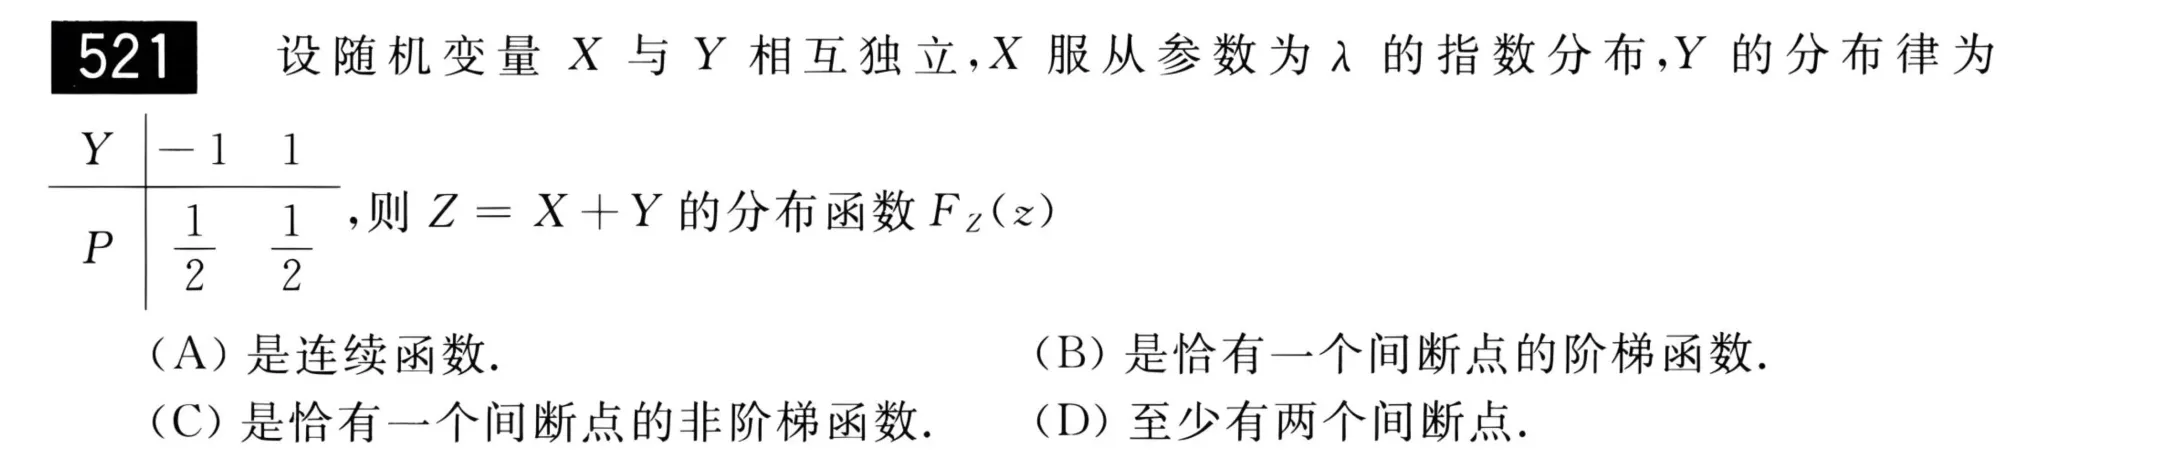 521 设随机变量 X 与 Y 相互独立,X 服从参数为 λ 的指数分布,Y 的分布律为
Y | -1 1
P | 1/2 1/2 ,则 Z = X + Y 的分布函数 F_Z(z)
(A) 是连续函数. (B) 是恰有一个间断点的阶梯函数.
(C) 是恰有一个间断点的非阶梯函数. (D) 至少有两个间断点.